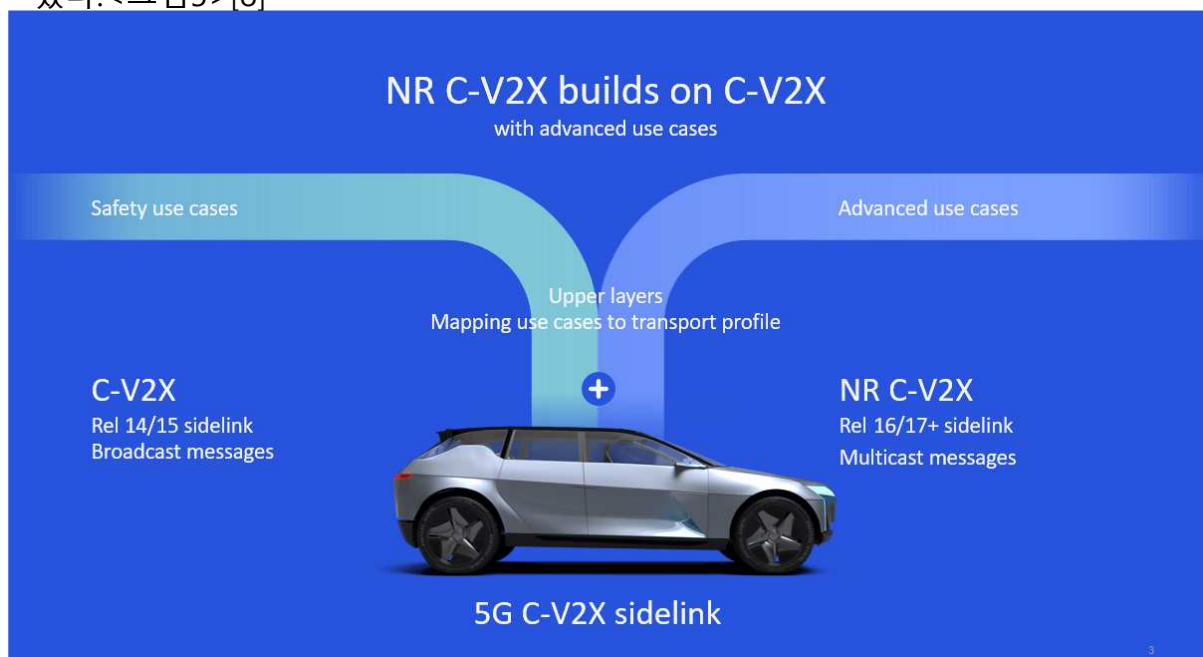 NR C-V2X builds on C-V2X
with advanced use cases
Safety use cases
Advanced use cases
Upper layers
Mapping use cases to transport profile
C-V2X
Rel 14/15 sidelink
Broadcast messages
NR C-V2X
Rel 16/17+ sidelink
Multicast messages
5G C-V2X sidelink
3